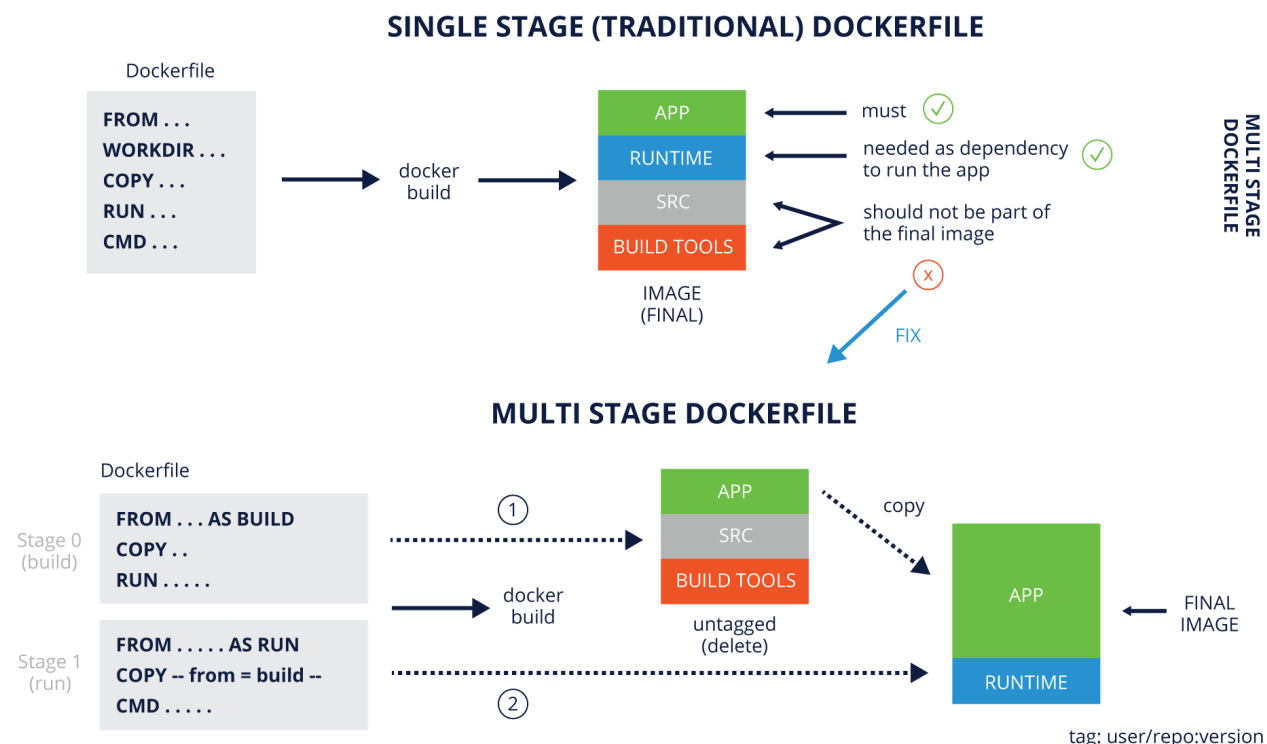 SINGLE STAGE (TRADITIONAL) DOCKERFILE
Dockerfile
FROM . . .
WORKDIR . . .
COPY . . .
RUN . . .
CMD . . .
docker
build
APP
RUNTIME
SRC
BUILD TOOLS
IMAGE
(FINAL)
must
needed as dependency
to run the app
should not be part of
the final image
x
FIX
MULTI STAGE
DOCKERFILE
MULTI STAGE DOCKERFILE
Dockerfile
Stage 0
(build)
FROM . . . AS BUILD
COPY . .
RUN . . . . .
Stage 1
(run)
FROM . . . . . AS RUN
COPY -- from = build --
CMD . . . . .
1
docker
build
2
APP
SRC
BUILD TOOLS
untagged
(delete)
copy
APP
RUNTIME
FINAL
IMAGE
tag: user/repo:version